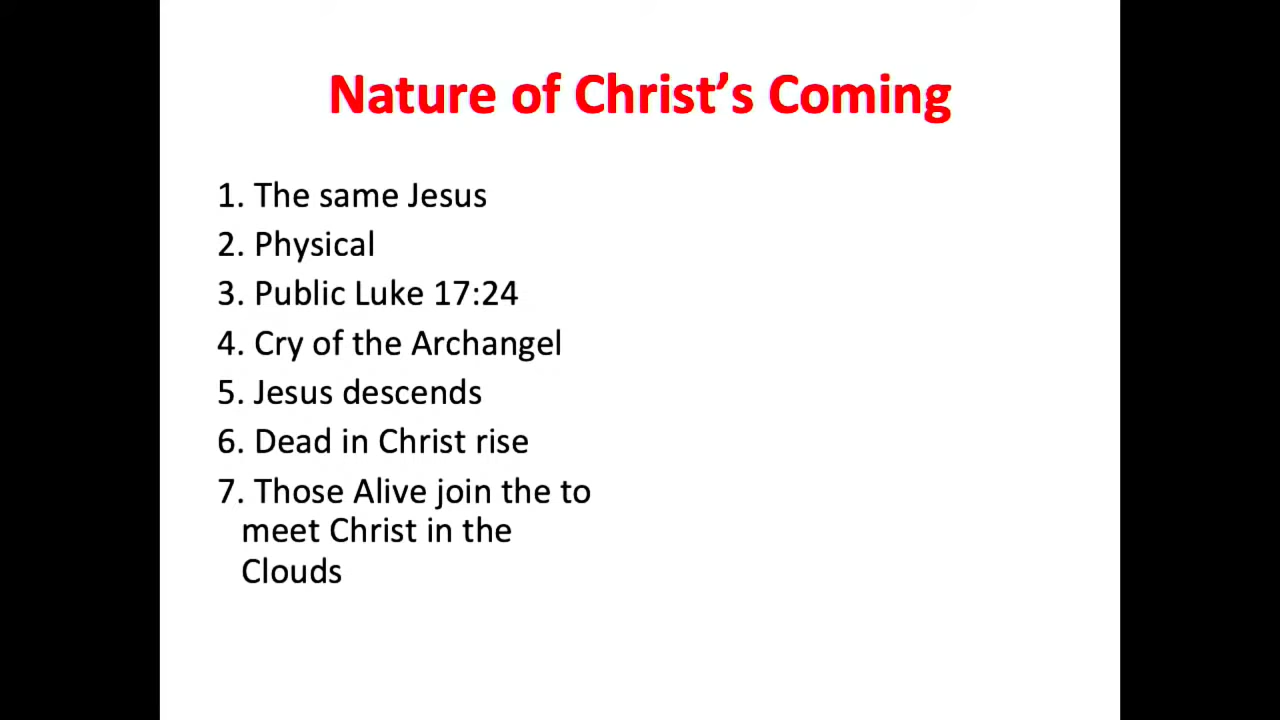 Nature of Christ’s Coming
1. The same Jesus
2. Physical
3. Public Luke 17:24
4. Cry of the Archangel
5. Jesus descends
6. Dead in Christ rise
7. Those Alive join the to
meet Christ in the
Clouds